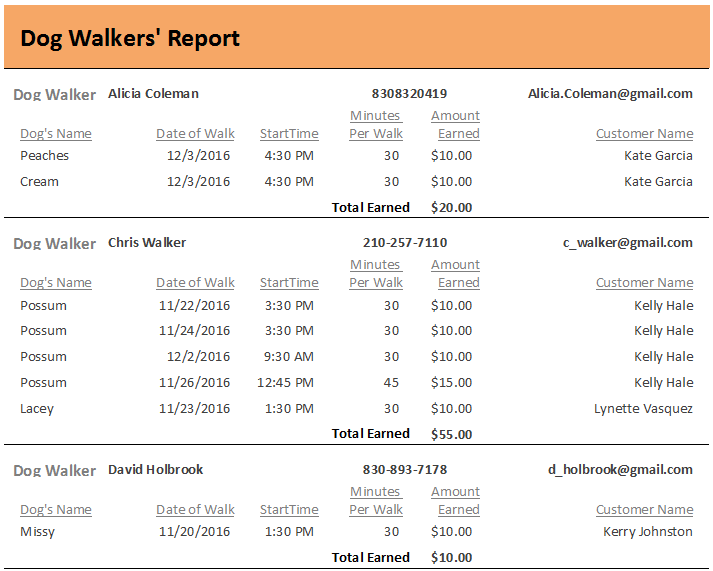 Dog Walkers' Report
Dog Walker Alicia Coleman 8308320419 Alicia.Coleman@gmail.com
Minutes Amount
Dog's Name Date of Walk StartTime Per Walk Earned Customer Name
Peaches 12/3/2016 4:30 PM 30 $10.00 Kate Garcia
Cream 12/3/2016 4:30 PM 30 $10.00 Kate Garcia
Total Earned $20.00
Dog Walker Chris Walker 210-257-7110 c_walker@gmail.com
Minutes Amount
Dog's Name Date of Walk StartTime Per Walk Earned Customer Name
Possum 11/22/2016 3:30 PM 30 $10.00 Kelly Hale
Possum 11/24/2016 3:30 PM 30 $10.00 Kelly Hale
Possum 12/2/2016 9:30 AM 30 $10.00 Kelly Hale
Possum 11/26/2016 12:45 PM 45 $15.00 Kelly Hale
Lacey 11/23/2016 1:30 PM 30 $10.00 Lynette Vasquez
Total Earned $55.00
Dog Walker David Holbrook 830-893-7178 d_holbrook@gmail.com
Minutes Amount
Dog's Name Date of Walk StartTime Per Walk Earned Customer Name
Missy 11/20/2016 1:30 PM 30 $10.00 Kerry Johnston
Total Earned $10.00